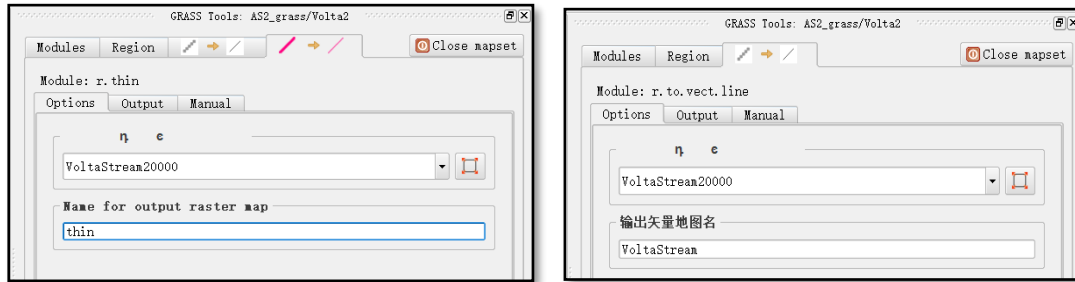 GRASS Tools: AS2_grass/Volta2
Modules Region Close mapset
Module: r.thin
Options Output Manual
VoltaStream20000
Name for output raster map
thin
GRASS Tools: AS2_grass/Volta2
Modules Region Close mapset
Module: r.to.vect.line
Options Output Manual
VoltaStream20000
输出矢量地图名
VoltaStream